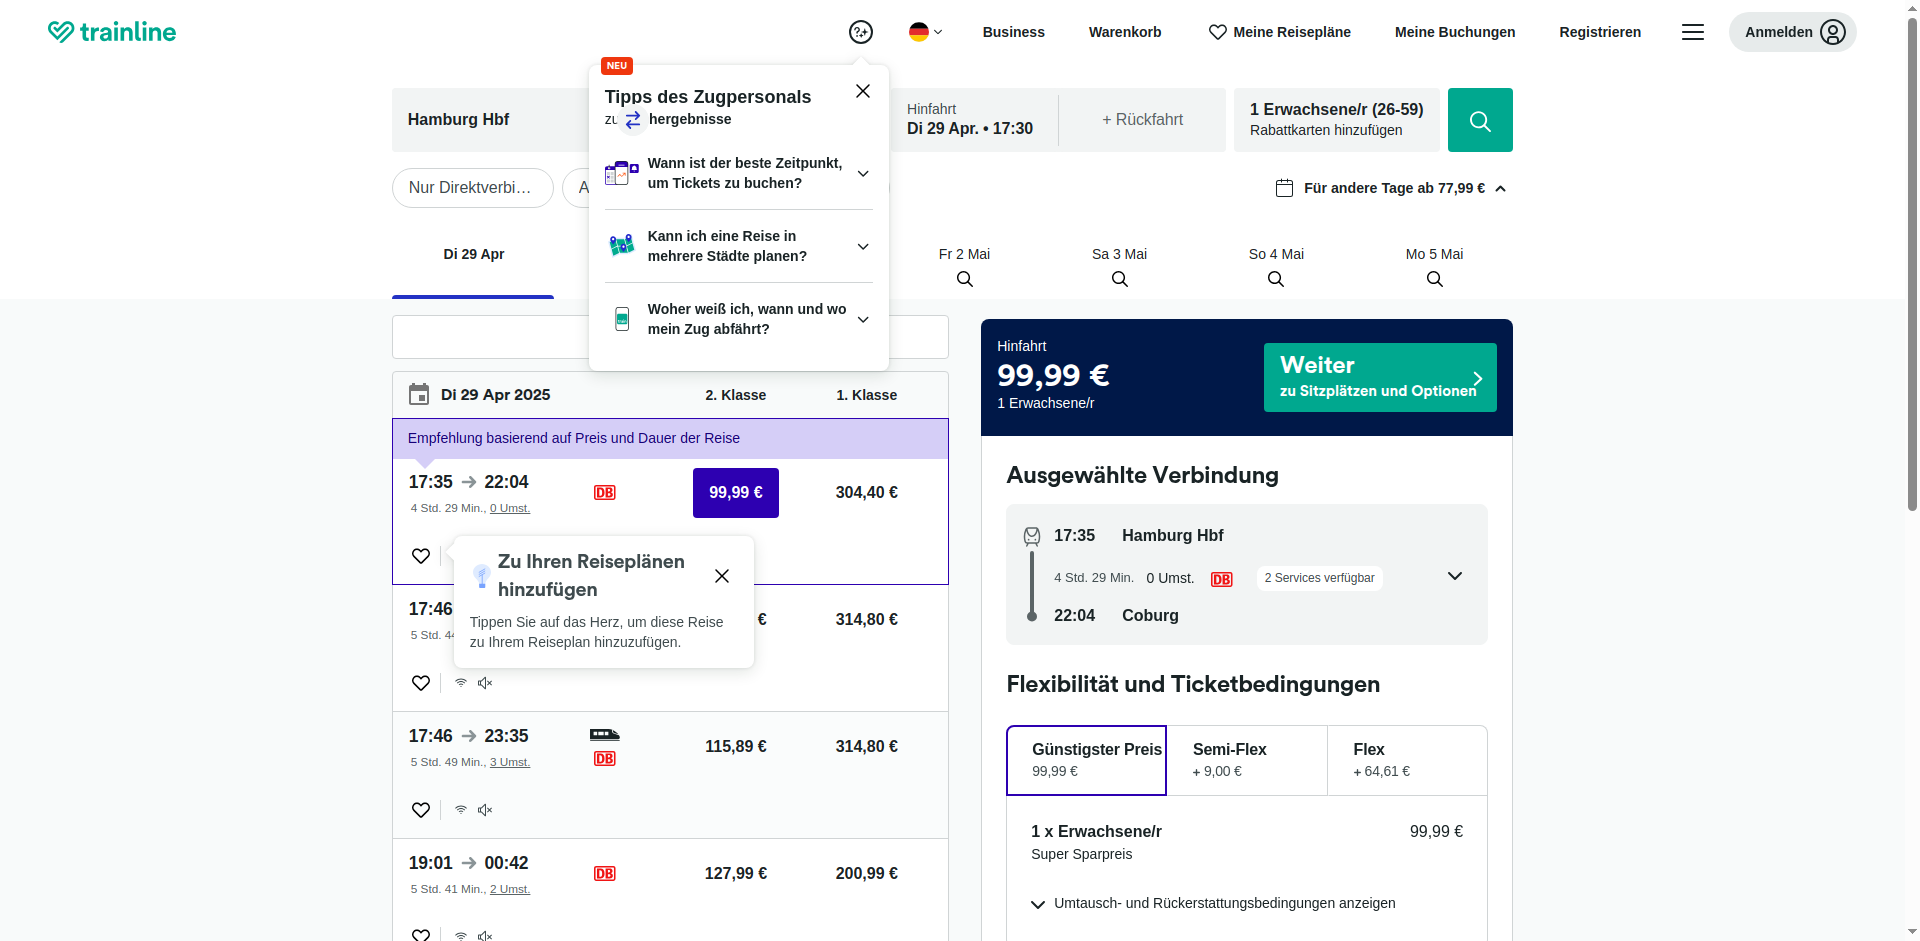 trainline
Business
Warenkorb
Meine Reisepläne
Meine Buchungen
Registrieren
Anmelden
NEU
Tipps des Zugpersonals
zu
hergebnisse
Wann ist der beste Zeitpunkt,
um Tickets zu buchen?
Kann ich eine Reise in
mehrere Städte planen?
Woher weiß ich, wann und wo
mein Zug abfährt?
Hamburg Hbf
Hinfahrt
Di 29 Apr. • 17:30
+ Rückfahrt
1 Erwachsene/r (26-59)
Rabattkarten hinzufügen
Nur Direktverbi…
A
Für andere Tage ab 77,99 €
Di 29 Apr
Fr 2 Mai
Sa 3 Mai
So 4 Mai
Mo 5 Mai
Di 29 Apr 2025
2. Klasse
1. Klasse
Empfehlung basierend auf Preis und Dauer der Reise
17:35 → 22:04
DB
99,99 €
304,40 €
4 Std. 29 Min., 0 Umst.
Zu Ihren Reiseplänen
hinzufügen
Tippen Sie auf das Herz, um diese Reise
zu Ihrem Reiseplan hinzuzufügen.
17:46
€
314,80 €
5 Std. 44
17:46 → 23:35
DB
115,89 €
314,80 €
5 Std. 49 Min., 3 Umst.
19:01 → 00:42
DB
127,99 €
200,99 €
5 Std. 41 Min., 2 Umst.
Hinfahrt
99,99 €
1 Erwachsene/r
Weiter
zu Sitzplätzen und Optionen
Ausgewählte Verbindung
17:35 Hamburg Hbf
4 Std. 29 Min. 0 Umst. DB 2 Services verfügbar
22:04 Coburg
Flexibilität und Ticketbedingungen
Günstigster Preis
99,99 €
Semi-Flex
+ 9,00 €
Flex
+ 64,61 €
1 x Erwachsene/r
99,99 €
Super Sparpreis
Umtausch- und Rückerstattungsbedingungen anzeigen